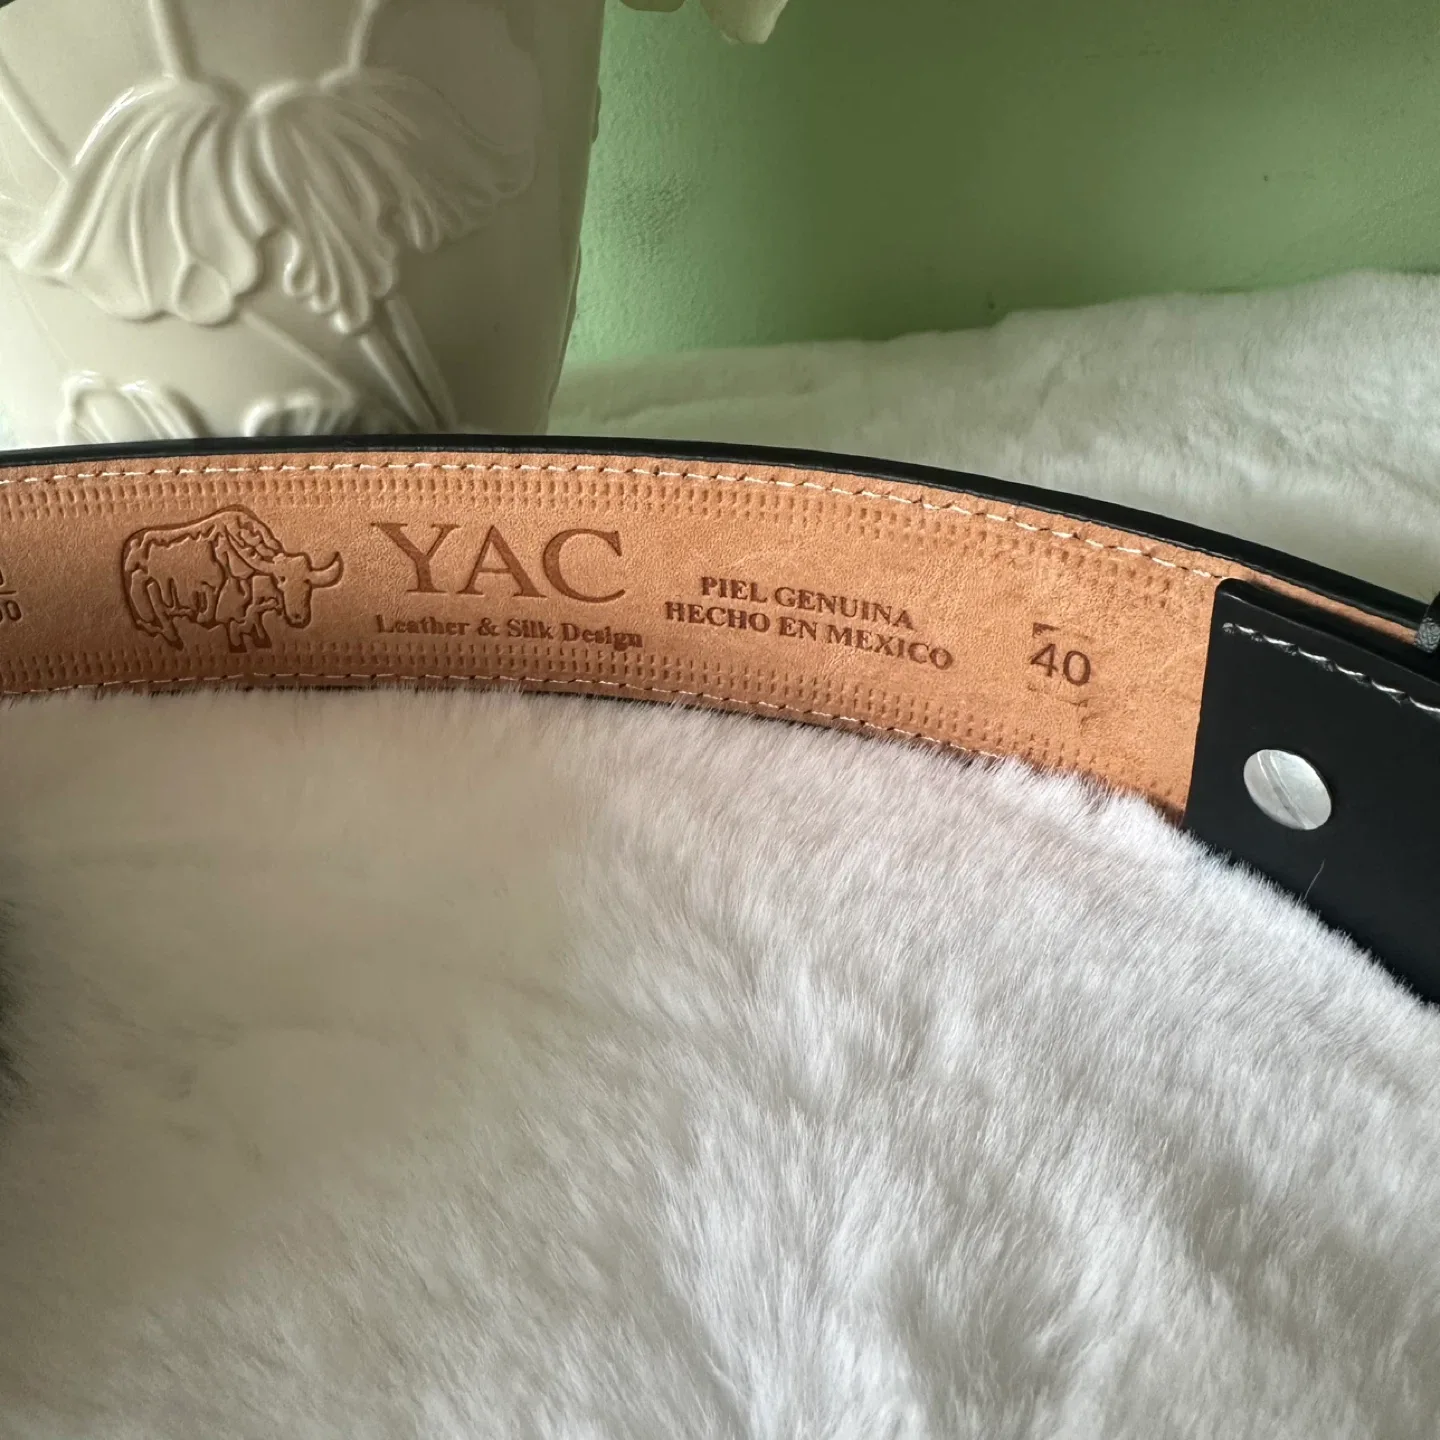 YAC
Leather & Silk Design
PIEL GENUINA
HECHO EN MEXICO
40